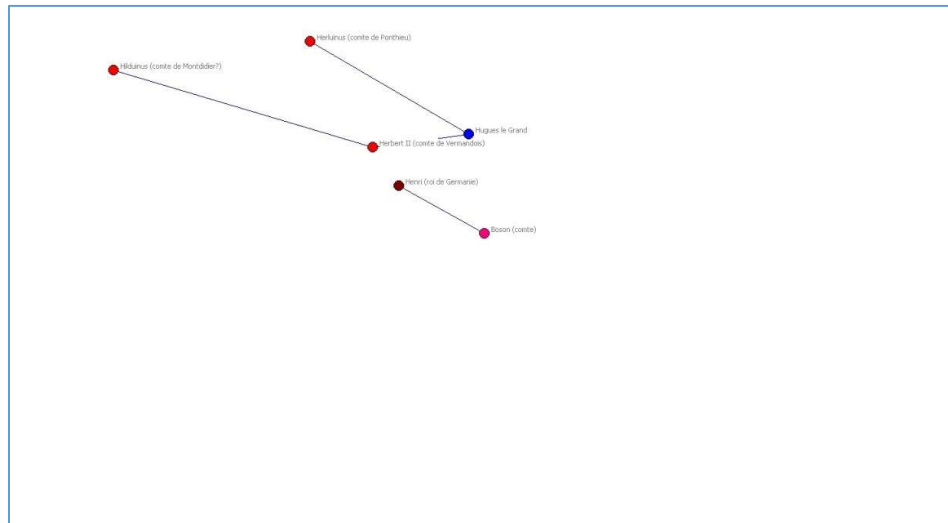 Herluinus (comte de Ponthieu)
Hilduinus (comte de Montdidier?)
Hugues le Grand
Herbert II (comte de Vermandois)
Henri (roi de Germanie)
Boson (comte)